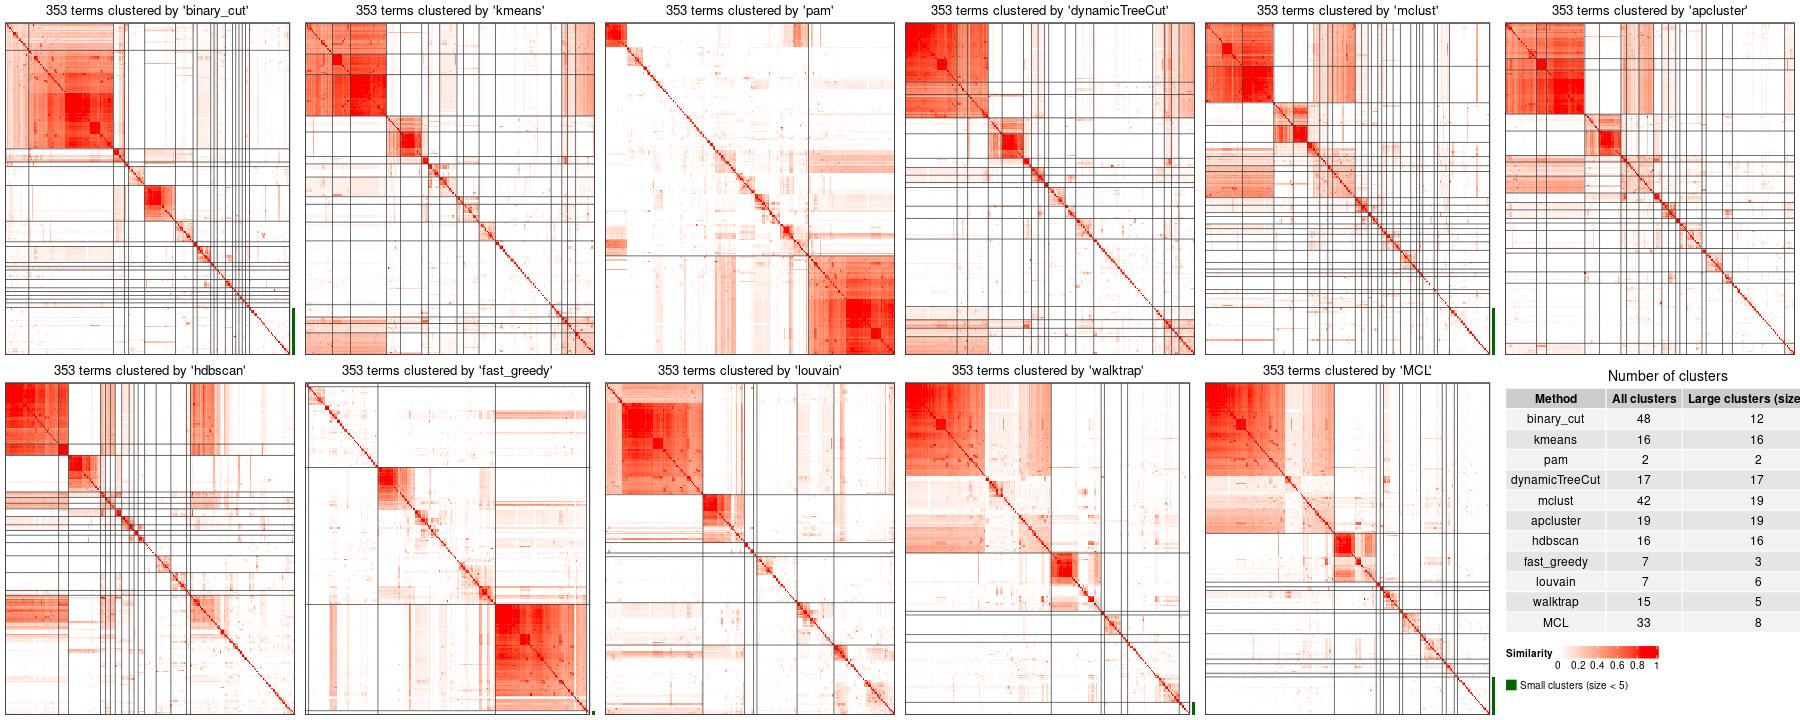 353 terms clustered by 'binary_cut'
353 terms clustered by 'kmeans'
353 terms clustered by 'pam'
353 terms clustered by 'dynamicTreeCut'
353 terms clustered by 'mclust'
353 terms clustered by 'apcluster'
353 terms clustered by 'hdbscan'
353 terms clustered by 'fast_greedy'
353 terms clustered by 'louvain'
353 terms clustered by 'walktrap'
353 terms clustered by 'MCL'
Number of clusters
Method All clusters Large clusters (size
binary_cut 48 12
kmeans 16 16
pam 2 2
dynamicTreeCut 17 17
mclust 42 19
apcluster 19 19
hdbscan 16 16
fast_greedy 7 3
louvain 7 6
walktrap 15 5
MCL 33 8
Similarity
0 0.2 0.4 0.6 0.8 1
Small clusters (size < 5)